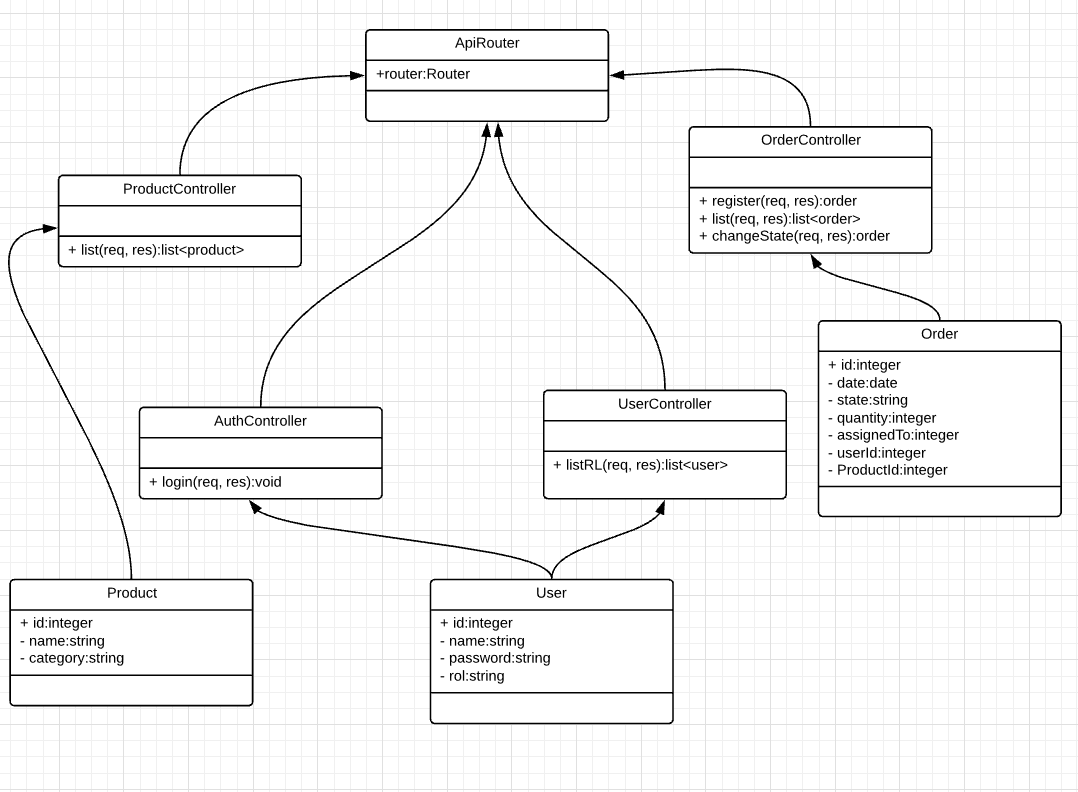 ApiRouter
+router:Router
OrderController
+ register(req, res):order
+ list(req, res):list<order>
+ changeState(req, res):order
ProductController
+ list(req, res):list<product>
Order
+ id:integer
- date:date
- state:string
- quantity:integer
- assignedTo:integer
- userId:integer
- ProductId:integer
AuthController
+ login(req, res):void
UserController
+ listRL(req, res):list<user>
Product
+ id:integer
- name:string
- category:string
User
+ id:integer
- name:string
- password:string
- rol:string